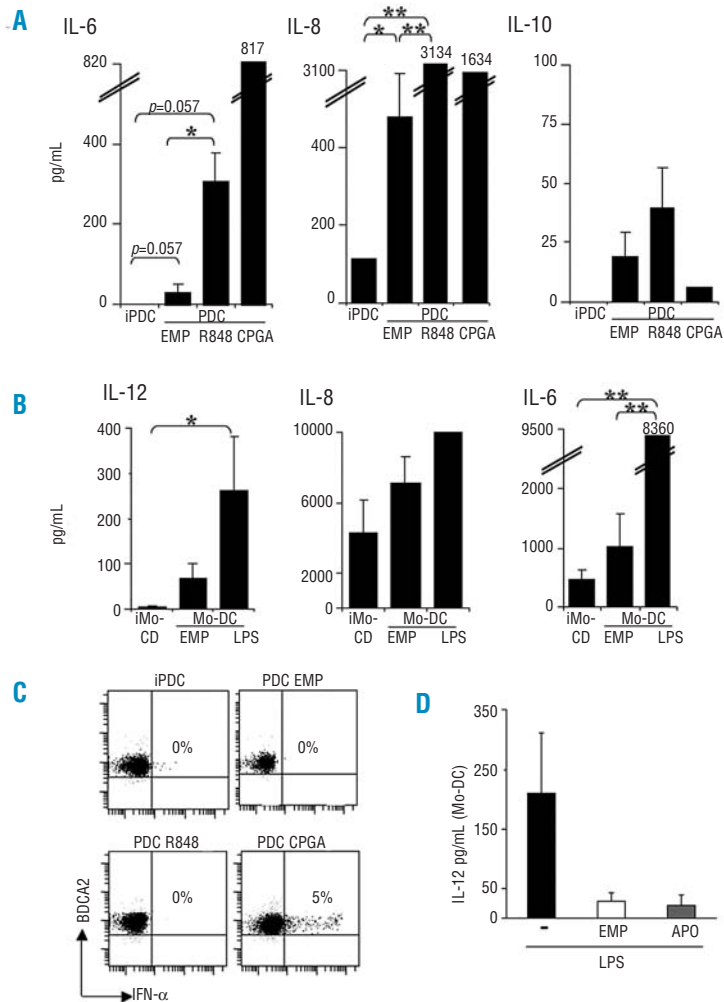 A
IL-6
IL-8
IL-10
820
817
400
200
0
pg/mL
p=0.057
*
p=0.057
iPDC
PDC
EMP R848 CPGA
**
* **
3134
1634
3100
400
200
0
iPDC
PDC
EMP R848 CPGA
100
75
50
25
0
iPDC
PDC
EMP R848 CPGA
B
IL-12
IL-8
IL-6
400
300
200
100
0
pg/mL
*
iMo-CD
Mo-DC
EMP LPS
10000
6000
2000
0
iMo-CD
Mo-DC
EMP LPS
**
**
8360
9500
2000
1000
0
iMo-CD
Mo-DC
EMP LPS
C
iPDC
PDC EMP
0%
0%
PDC R848
PDC CPGA
0%
5%
BDCA2
IFN-α
D
350
250
150
50
0
IL-12 pg/mL (Mo-DC)
- EMP APO
LPS